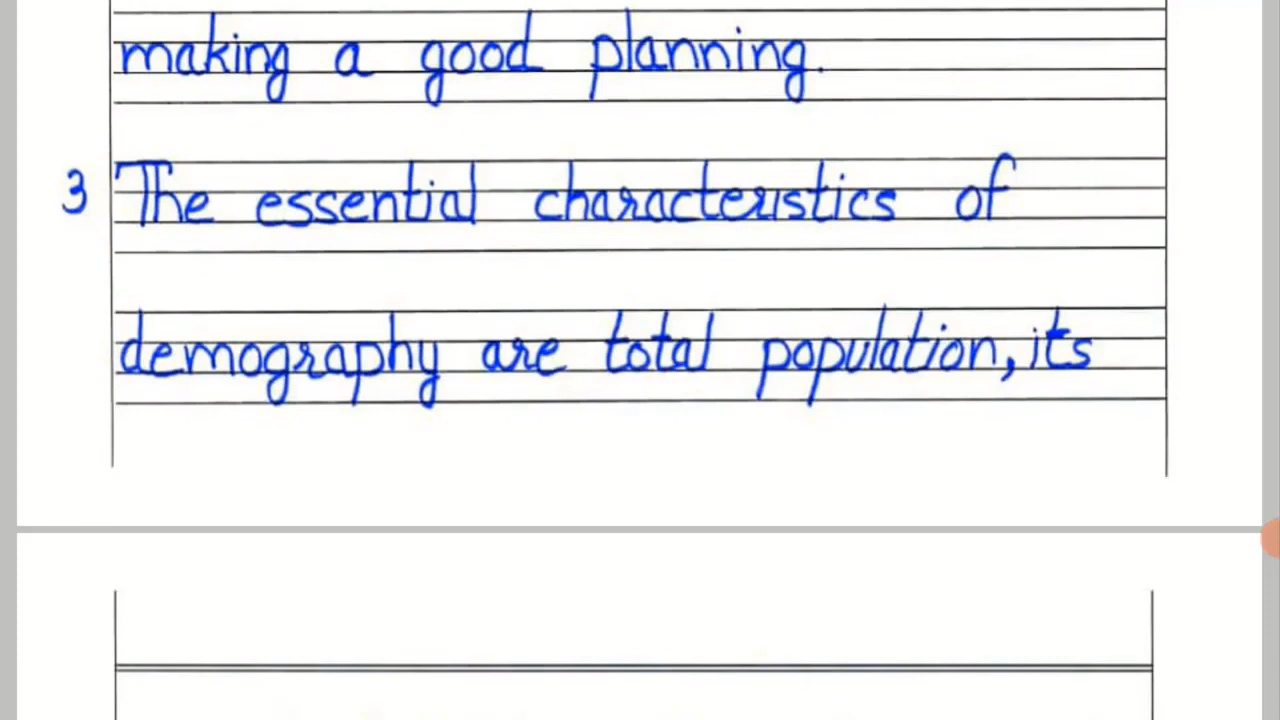 making a good planning.
3 The essential characteristics of
demography are total population, its